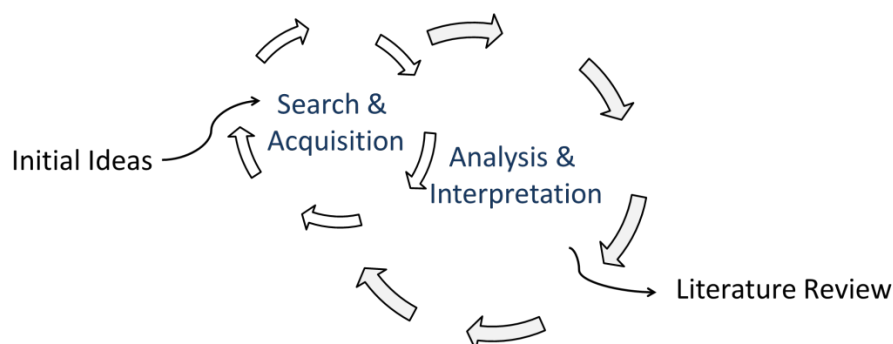 Search &
Acquisition
Initial Ideas
Analysis &
Interpretation
Literature Review